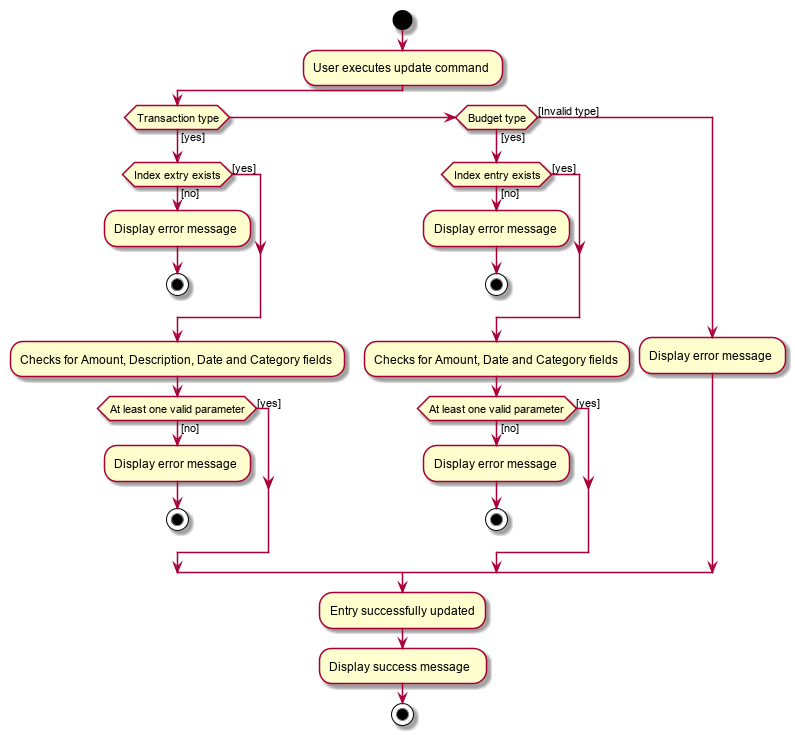 User executes update command
Transaction type
Budget type
[Invalid type]
[yes]
[yes]
Index extry exists
[yes]
Index entry exists
[yes]
[no]
[no]
Display error message
Display error message
Checks for Amount, Description, Date and Category fields
Checks for Amount, Date and Category fields
Display error message
At least one valid parameter
[yes]
At least one valid parameter
[yes]
[no]
[no]
Display error message
Display error message
Entry successfully updated
Display success message